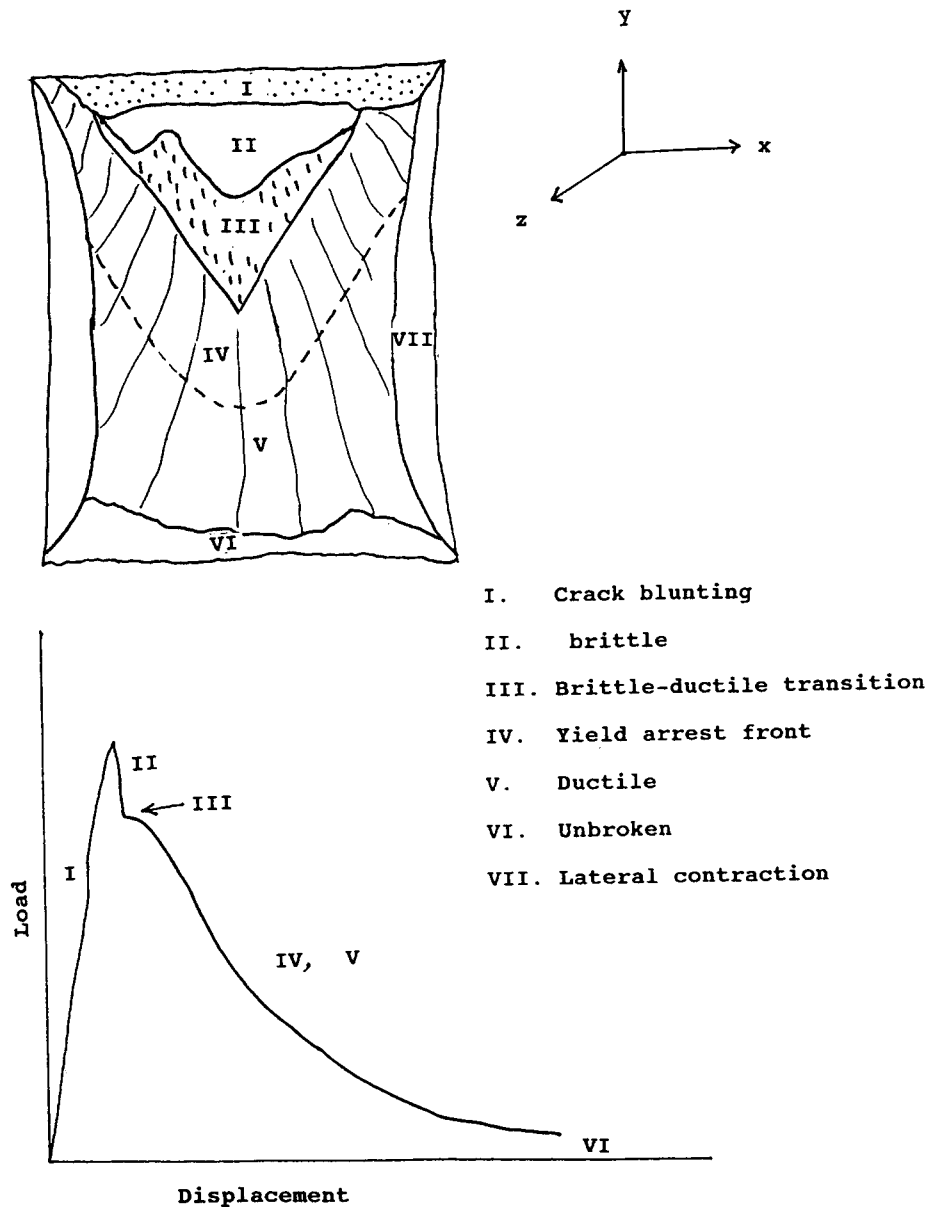 y
x
z
I
II
III
IV
VII
V
VI
I. Crack blunting
II. brittle
III. Brittle-ductile transition
IV. Yield arrest front
V. Ductile
VI. Unbroken
VII. Lateral contraction
II
III
I
Load
IV, V
VI
Displacement